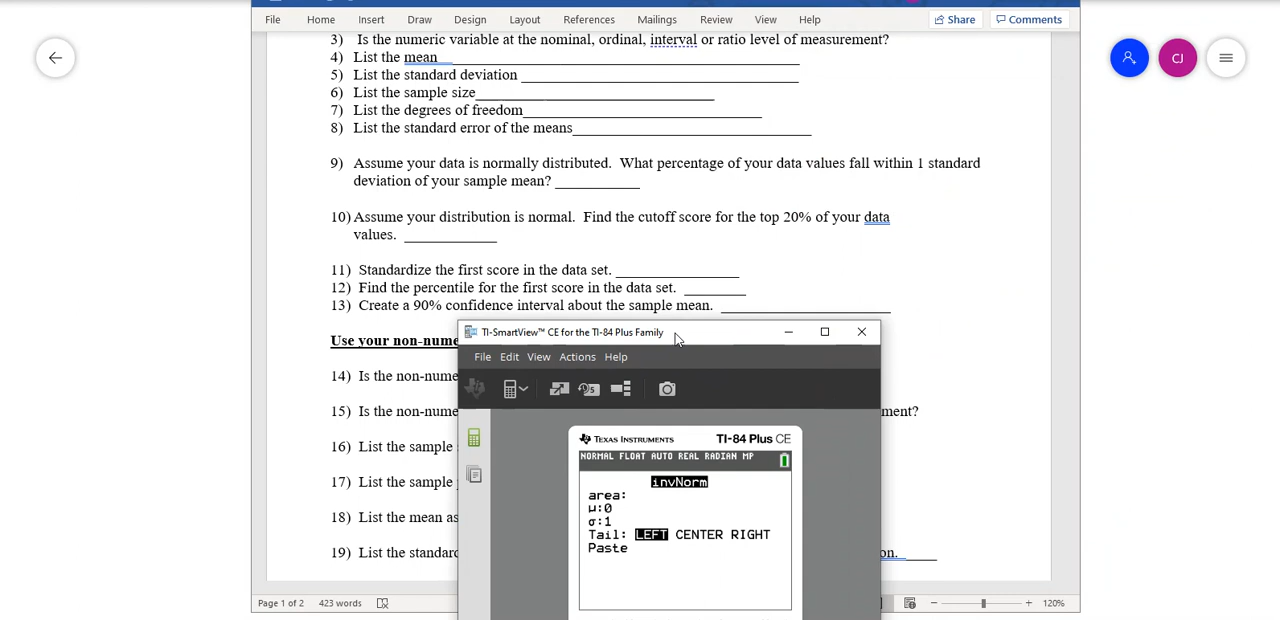 File Home Insert Draw Design Layout References Mailings Review View Help Share Comments
3) Is the numeric variable at the nominal, ordinal, interval or ratio level of measurement?
CJ
4) List the mean
5) List the standard deviation
6) List the sample size
7) List the degrees of freedom
8) List the standard error of the means
9) Assume your data is normally distributed. What percentage of your data values fall within 1 standard
deviation of your sample mean?
10) Assume your distribution is normal. Find the cutoff score for the top 20% of your data
values.
11) Standardize the first score in the data set.
12) Find the percentile for the first score in the data set.
13) Create a 90% confidence interval about the sample mean.
TI-SmartView™ CE for the TI-84 Plus Family
Use your non-nume
File Edit View Actions Help
14) Is the non-nume
15) Is the non-nume
ment?
TEXAS INSTRUMENTS TI-84 Plus CE
16) List the sample
NORMAL FLOAT AUTO REAL RADIAN MP
17) List the sample
invNorm
area:
μ:0
18) List the mean as
σ:1
Tail: LEFT CENTER RIGHT
Paste
19) List the standard
on.
Page 1 of 2 423 words 120%